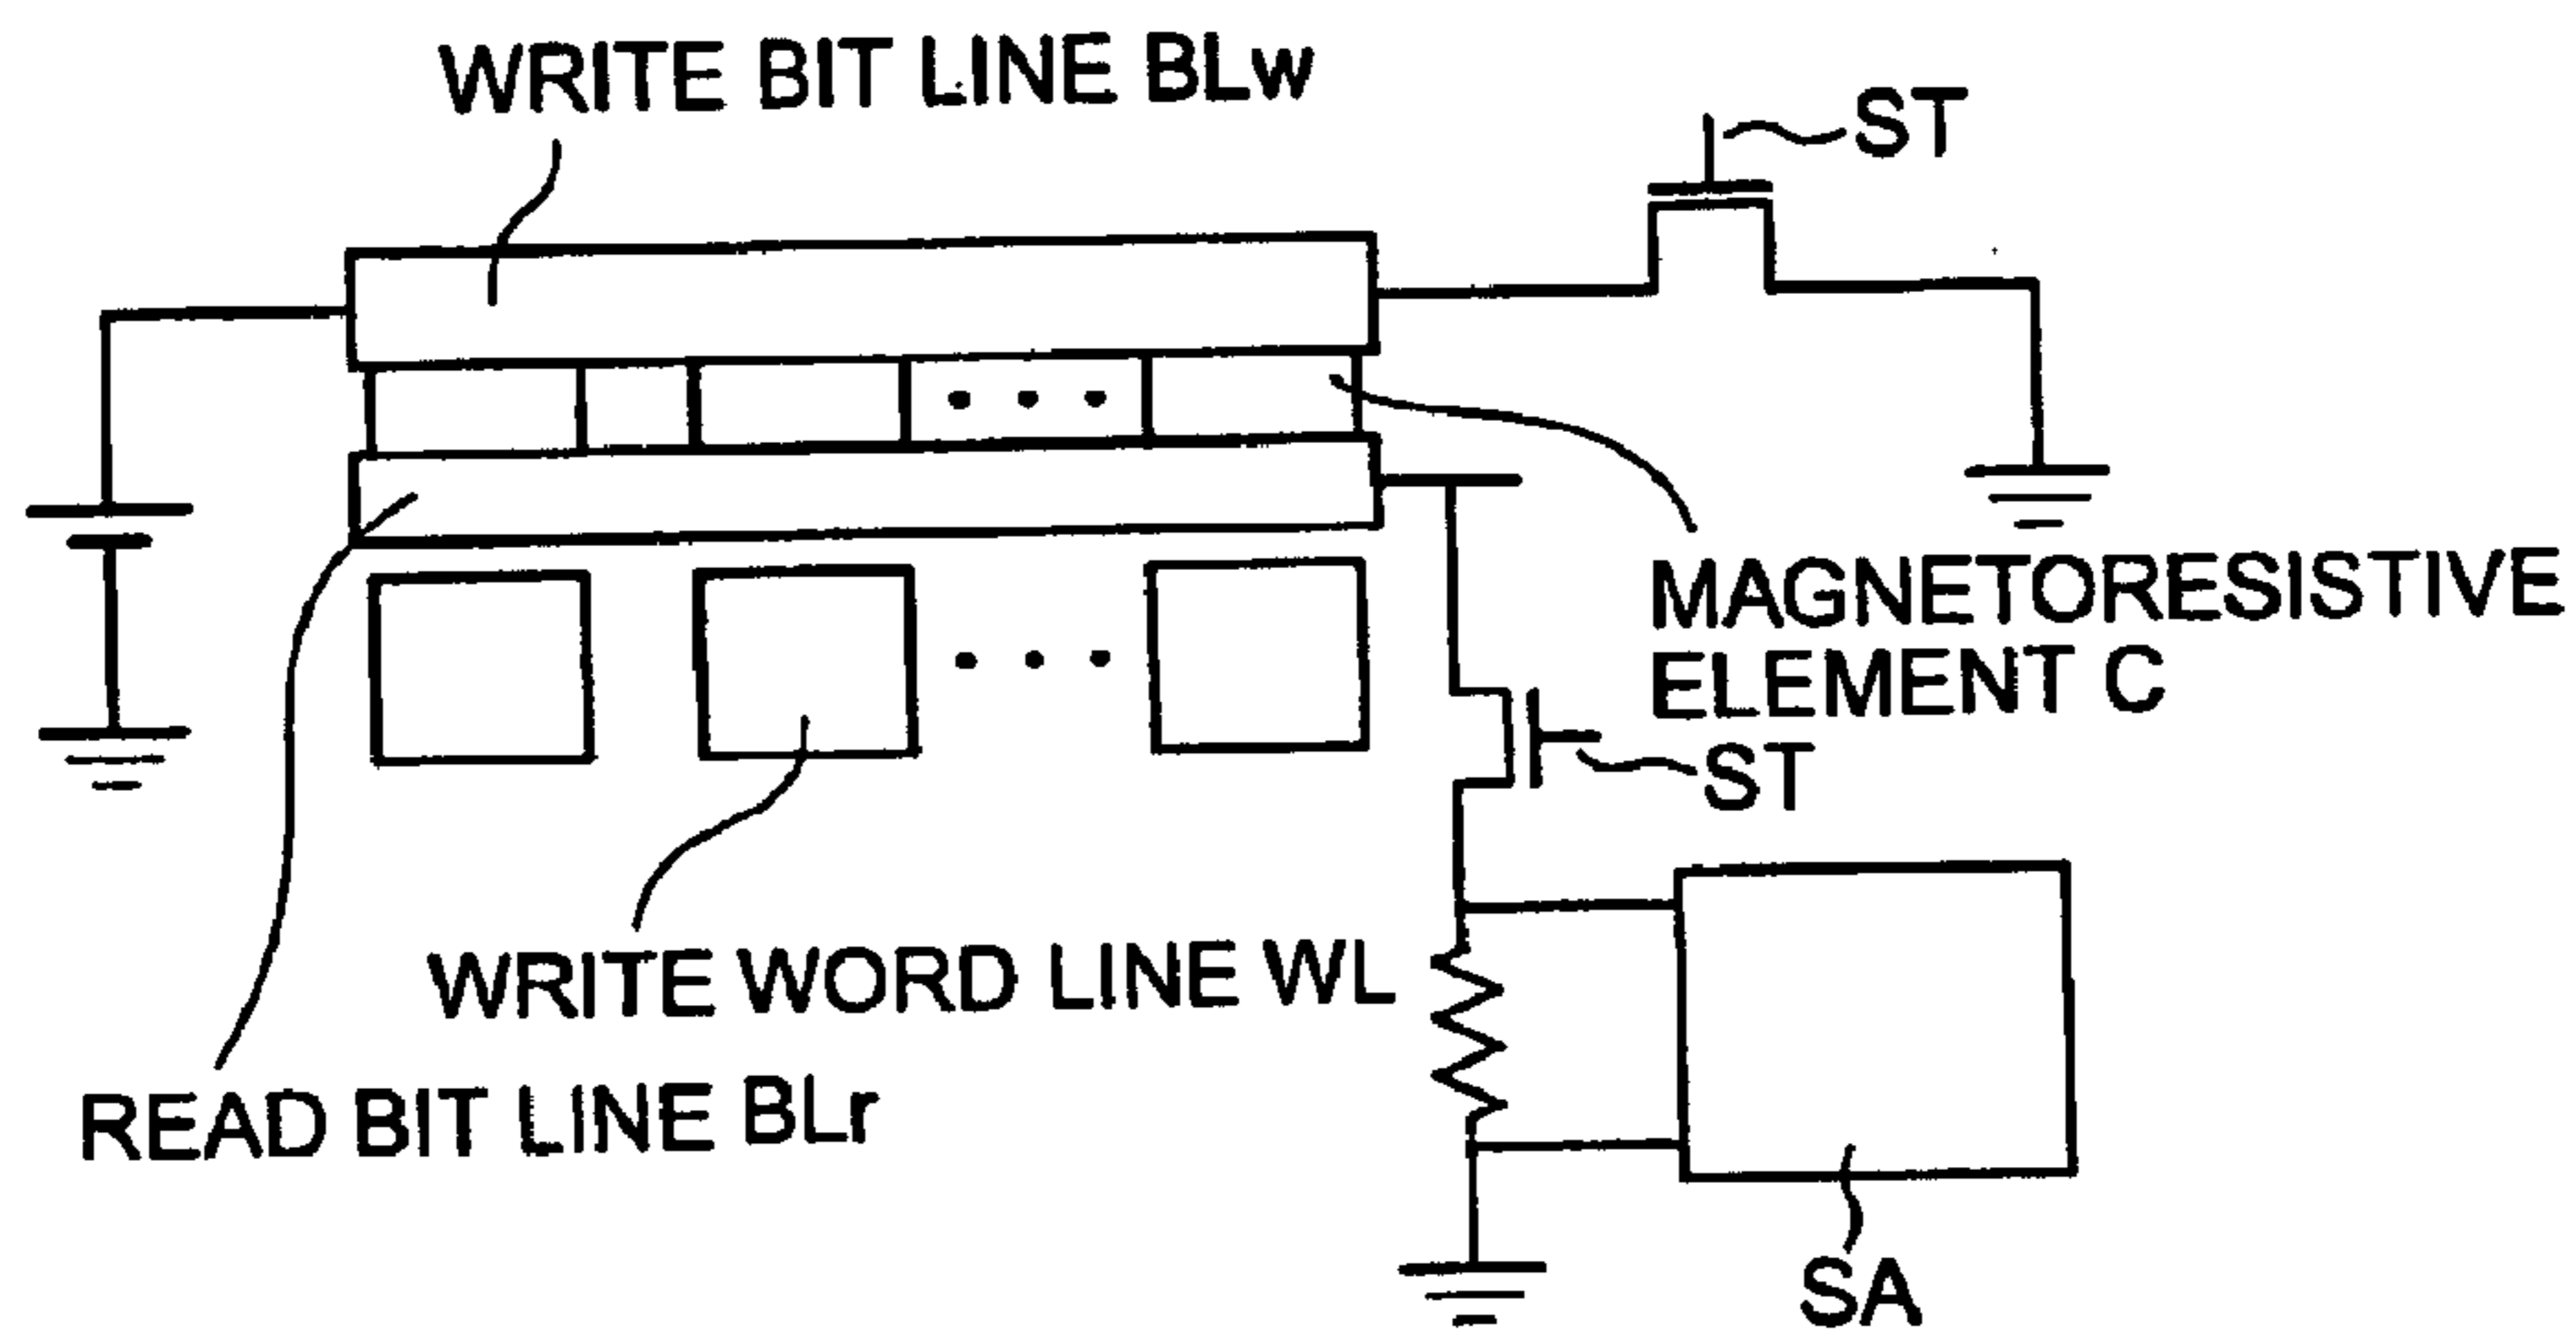 WRITE BIT LINE BLw
ST
MAGNETORESISTIVE
ELEMENT C
ST
WRITE WORD LINE WL
READ BIT LINE BLr
SA